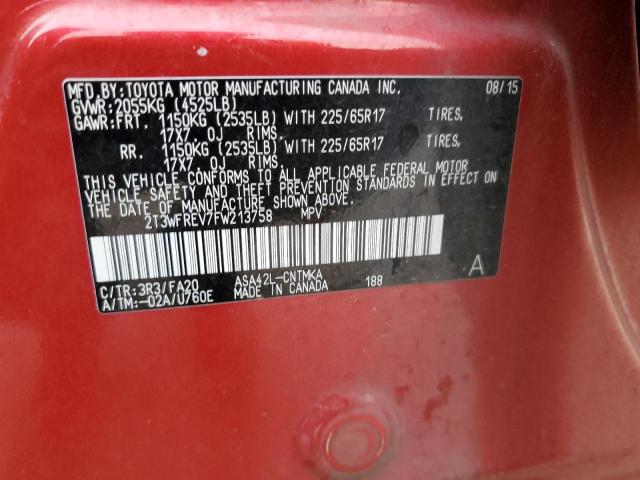 MFD.BY:TOYOTA MOTOR MANUFACTURING CANADA INC. 08/15
GVWR:2055KG (4525LB)
GAWR:FRT. 1150KG (2535LB) WITH 225/65R17 TIRES,
17X7.0J RIMS.
RR. 1150KG (2535LB) WITH 225/65R17 TIRES,
17X7.0J RIMS.
THIS VEHICLE CONFORMS TO ALL APPLICABLE FEDERAL MOTOR
VEHICLE SAFETY AND THEFT PREVENTION STANDARDS IN EFFECT ON
THE DATE OF MANUFACTURE SHOWN ABOVE.
2T3WFREV7FW213758 MPV
C/TR:3R3/FA20 ASA42L-CNTMKA 188 A
A/TM:-02A/U760E MADE IN CANADA